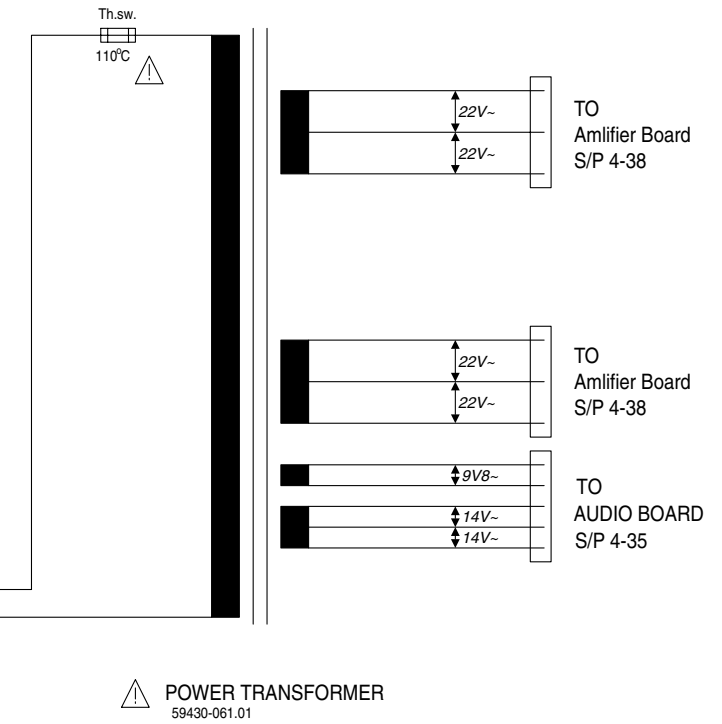 Th.sw.
110°C
22V~
22V~
TO
Amlifier Board
S/P 4-38
22V~
22V~
TO
Amlifier Board
S/P 4-38
9V8~
14V~
14V~
TO
AUDIO BOARD
S/P 4-35
POWER TRANSFORMER
59430-061.01